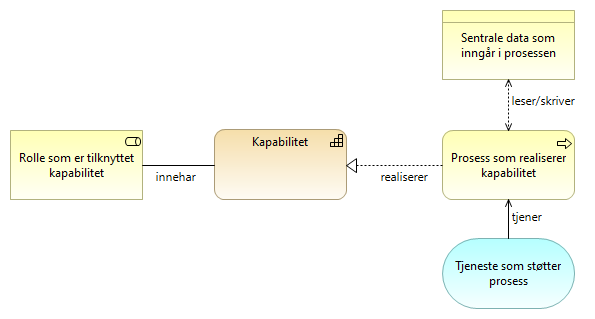 Sentrale data som
inngår i prosessen
leser/skriver
Rolle som er tilknyttet
kapabilitet
innehar
Kapabilitet
realiserer
Prosess som realiserer
kapabilitet
tjener
Tjeneste som støtter
prosess